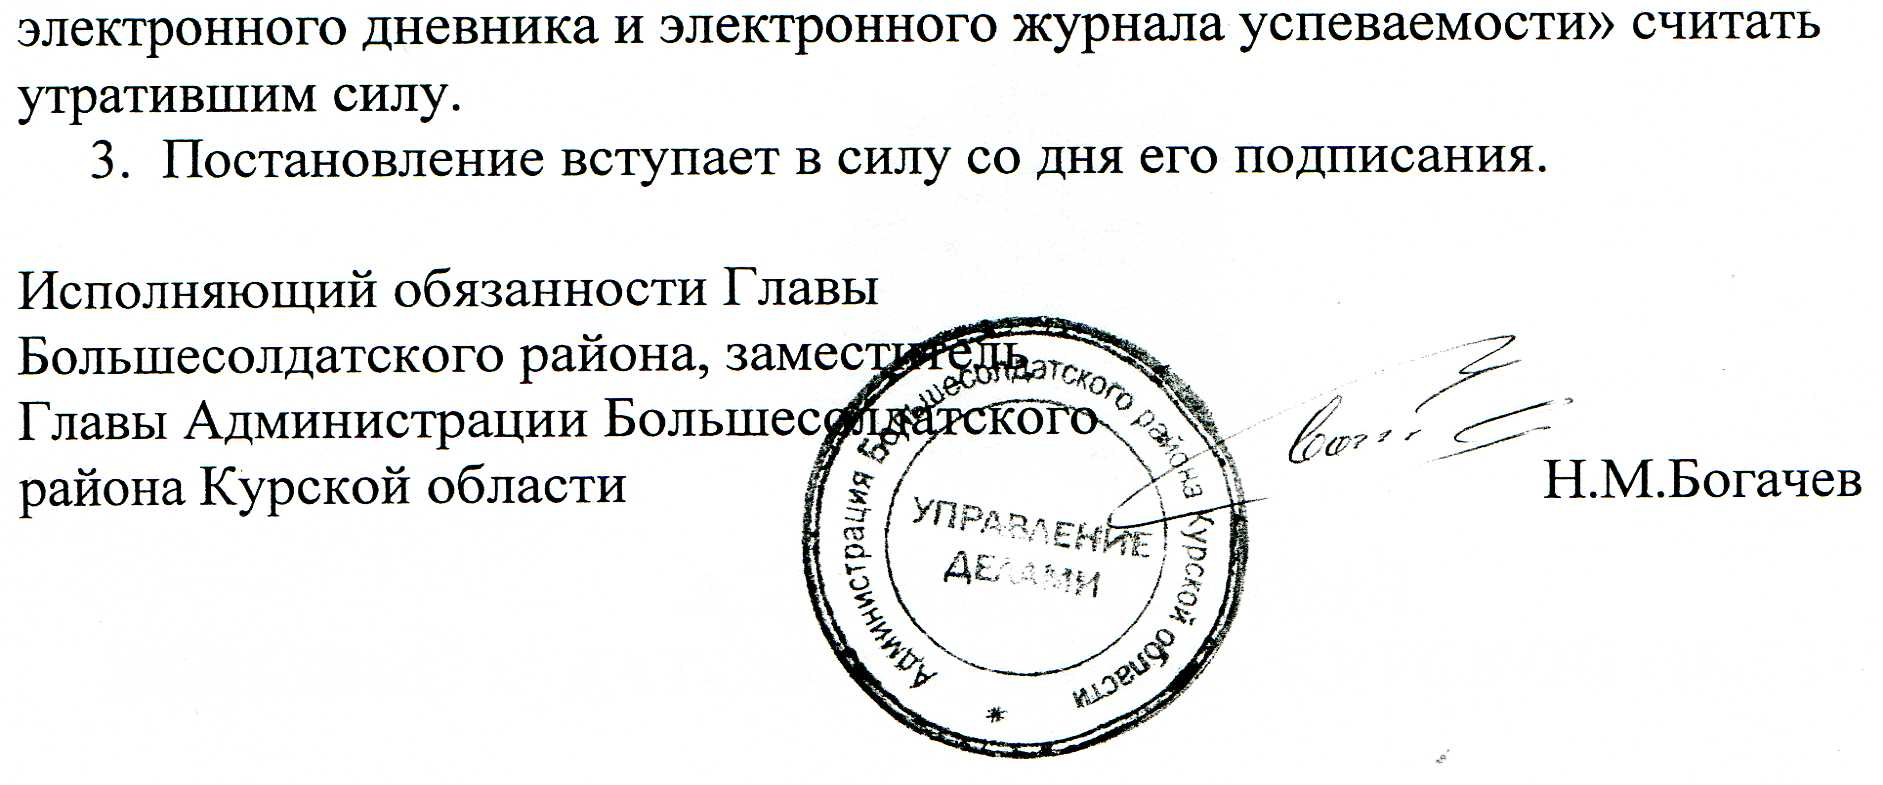 электронного дневника и электронного журнала успеваемости» считать
утратившим силу.
3. Постановление вступает в силу со дня его подписания.
Исполняющий обязанности Главы
Большесолдатского района, заместитель
Главы Администрации Большесолдатского
района Курской области
Н.М.Богачев
Администрация Большесолдатского района Курской области
*
УПРАВЛЕНИЕ
ДЕЛАМИ